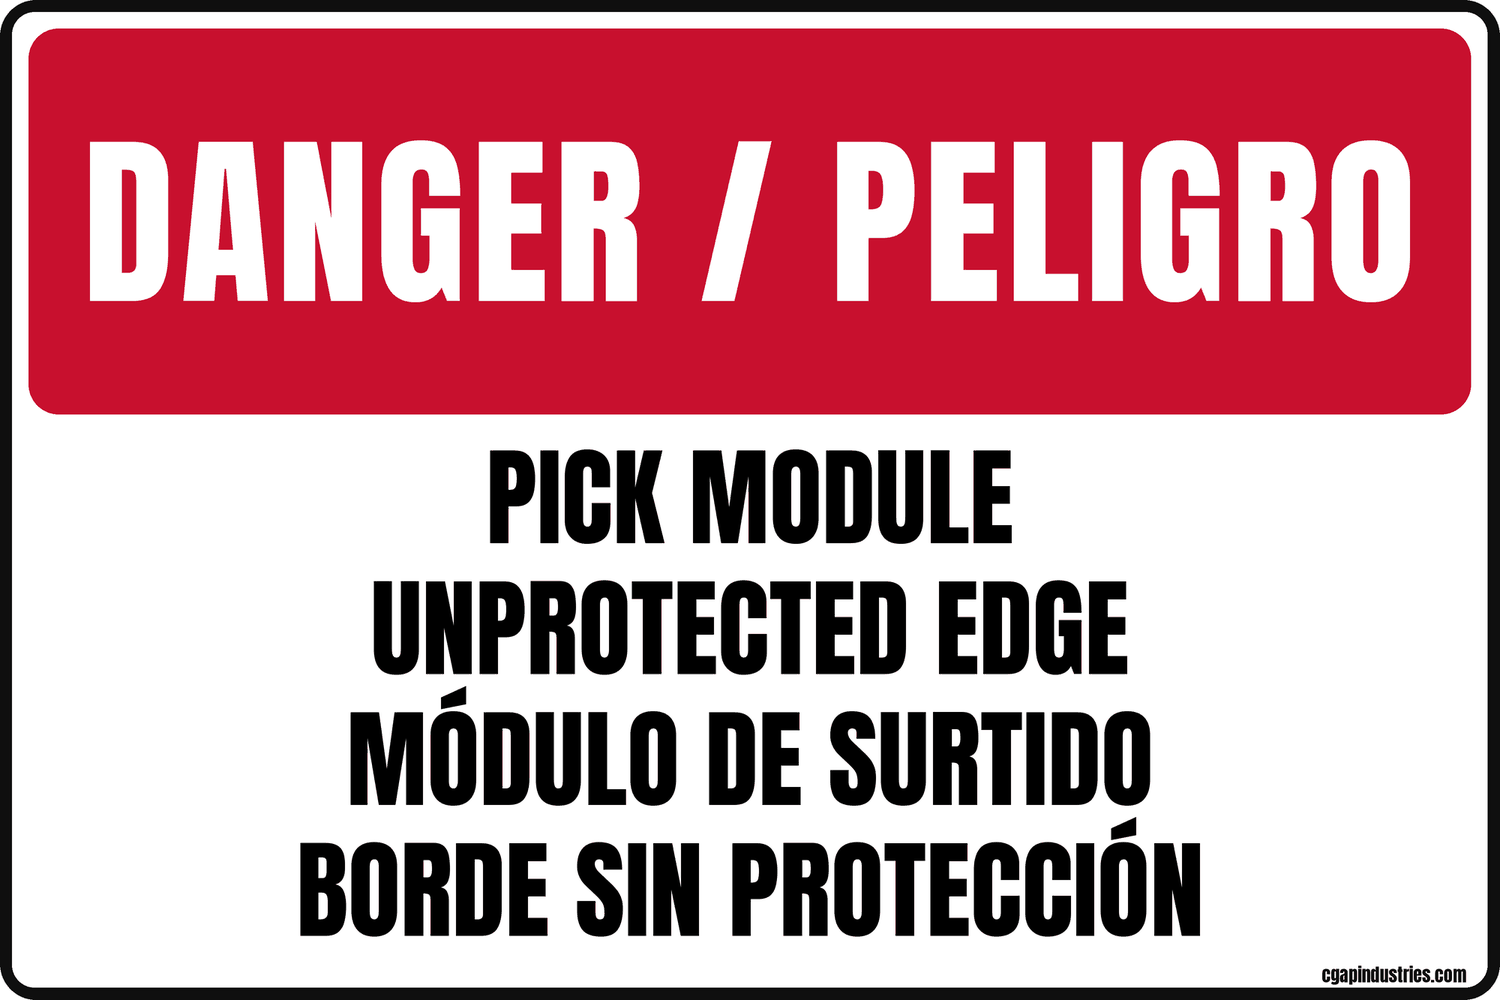 DANGER / PELIGRO
PICK MODULE
UNPROTECTED EDGE
MÓDULO DE SURTIDO
BORDE SIN PROTECCIÓN
cgapindustries.com